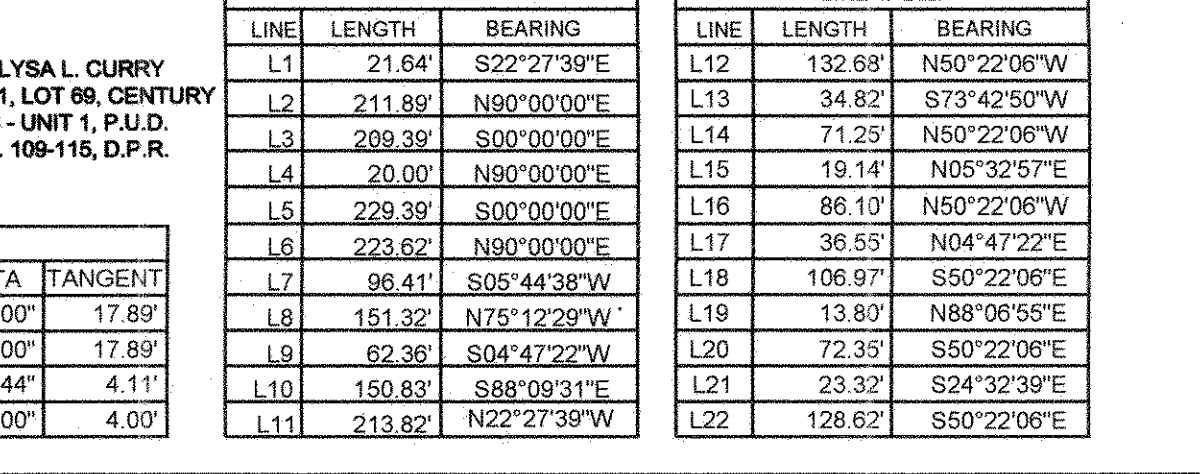 LYSA L. CURRY
1, LOT 69, CENTURY
- UNIT 1, P.U.D.
. 109-115, D.P.R.
TA TANGENT
00" 17.89'
00" 17.89'
44" 4.11'
00" 4.00'
LINE LENGTH BEARING
L1 21.64' S22°27'39"E
L2 211.89' N90°00'00"E
L3 209.39' S00°00'00"E
L4 20.00' N90°00'00"E
L5 229.39' S00°00'00"E
L6 223.62' N90°00'00"E
L7 96.41' S05°44'38"W
L8 151.32' N75°12'29"W
L9 62.36' S04°47'22"W
L10 150.83' S88°09'31"E
L11 213.82' N22°27'39"W
LINE LENGTH BEARING
L12 132.68' N50°22'06"W
L13 34.82' S73°42'50"W
L14 71.25' N50°22'06"W
L15 19.14' N05°32'57"E
L16 86.10' N50°22'06"W
L17 36.55' N04°47'22"E
L18 106.97' S50°22'06"E
L19 13.80' N88°06'55"E
L20 72.35' S50°22'06"E
L21 23.32' S24°32'39"E
L22 128.62' S50°22'06"E